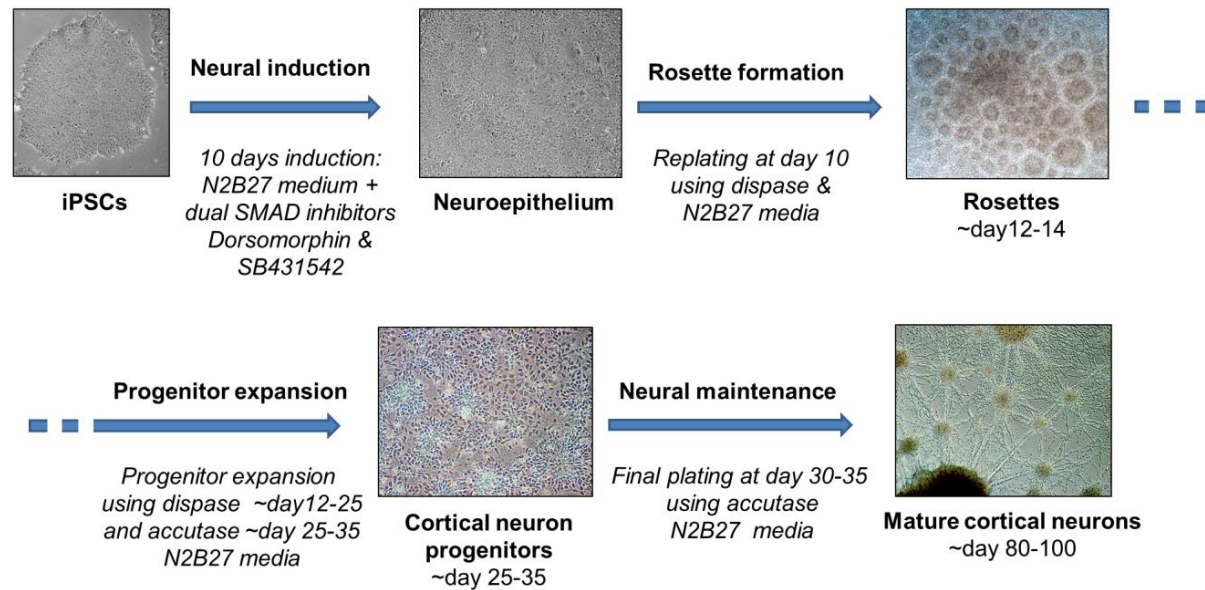 Neural induction
10 days induction:
N2B27 medium +
dual SMAD inhibitors
Dorsomorphin &
SB431542
iPSCs
Neuroepithelium
Rosette formation
Replating at day 10
using dispase &
N2B27 media
Rosettes
~day12-14
Progenitor expansion
Progenitor expansion
using dispase ~day12-25
and accutase ~day 25-35
N2B27 media
Cortical neuron
progenitors
~day 25-35
Neural maintenance
Final plating at day 30-35
using accutase
N2B27 media
Mature cortical neurons
~day 80-100